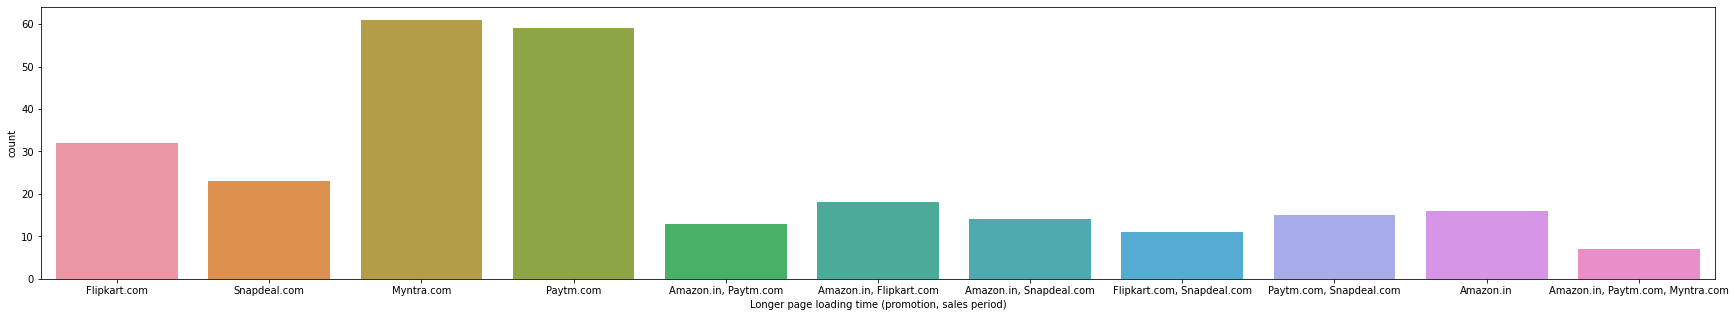 60
50
40
30
20
10
0
count
Flipkart.com Snapdeal.com Myntra.com Paytm.com Amazon.in, Paytm.com Amazon.in, Flipkart.com Amazon.in, Snapdeal.com Flipkart.com, Snapdeal.com Paytm.com, Snapdeal.com Amazon.in Amazon.in, Paytm.com, Myntra.com
Longer page loading time (promotion, sales period)